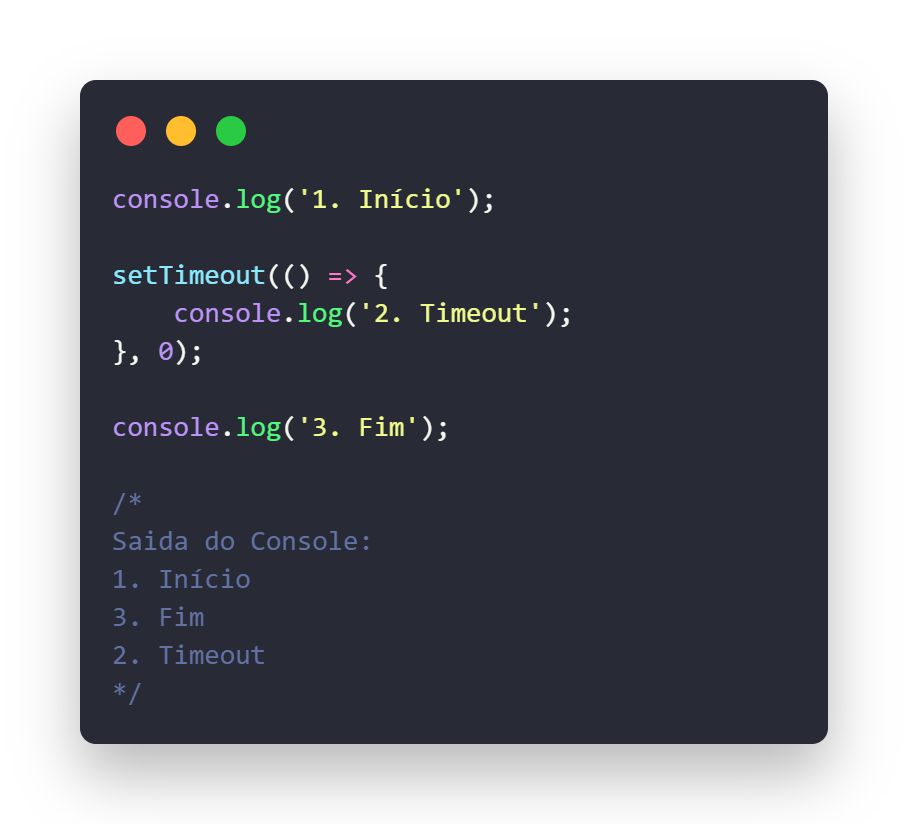 console.log('1. Início');
setTimeout(() => {
    console.log('2. Timeout');
}, 0);
console.log('3. Fim');
/*
Saida do Console:
1. Início
3. Fim
2. Timeout
*/